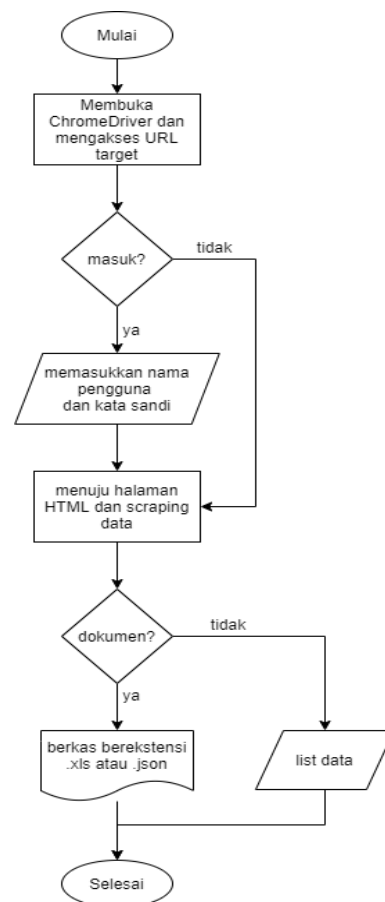 Mulai
Membuka
ChromeDriver dan
mengakses URL
target
masuk?
tidak
ya
memasukkan nama
pengguna
dan kata sandi
menuju halaman
HTML dan scraping
data
dokumen?
tidak
ya
berkas berekstensi
.xls atau .json
list data
Selesai